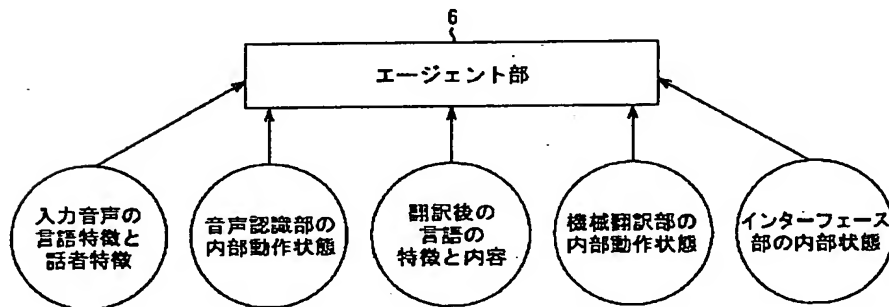 6
エージェント部
入力音声の
言語特徴と
話者特徴
音声認識部の
内部動作状態
翻訳後の
言語の
特徴と内容
機械翻訳部の
内部動作状態
インターフェース
部の内部状態